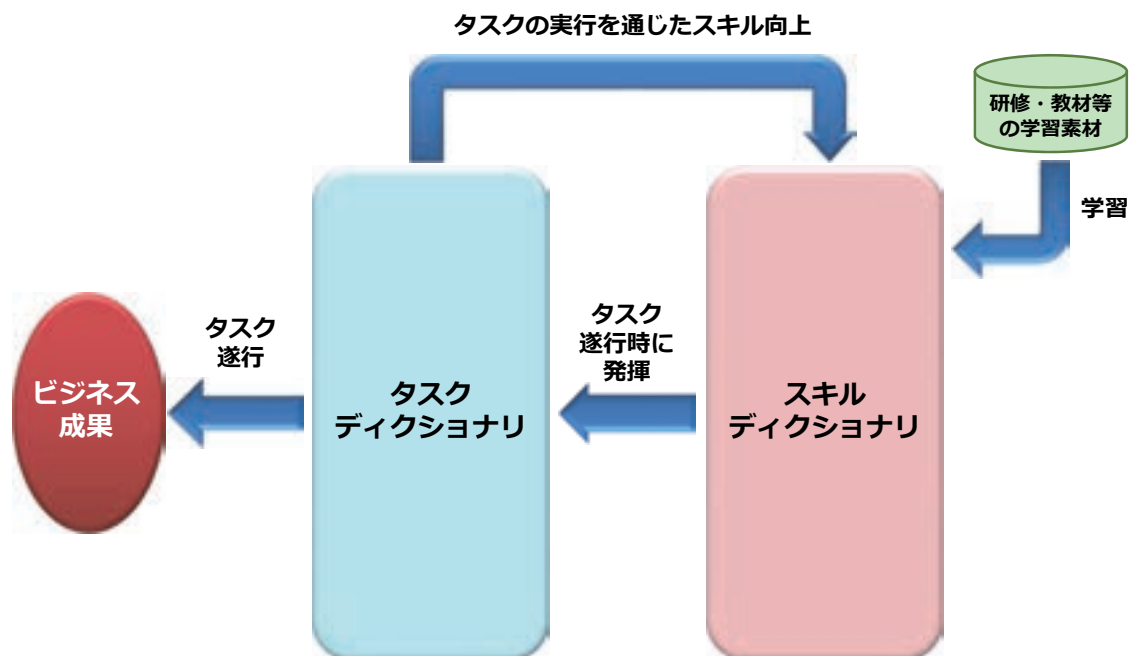 タスクの実行を通じたスキル向上
研修・教材等
の学習素材
学習
タスク
遂行
タスク
遂行時に
発揮
ビジネス
成果
タスク
ディクショナリ
スキル
ディクショナリ